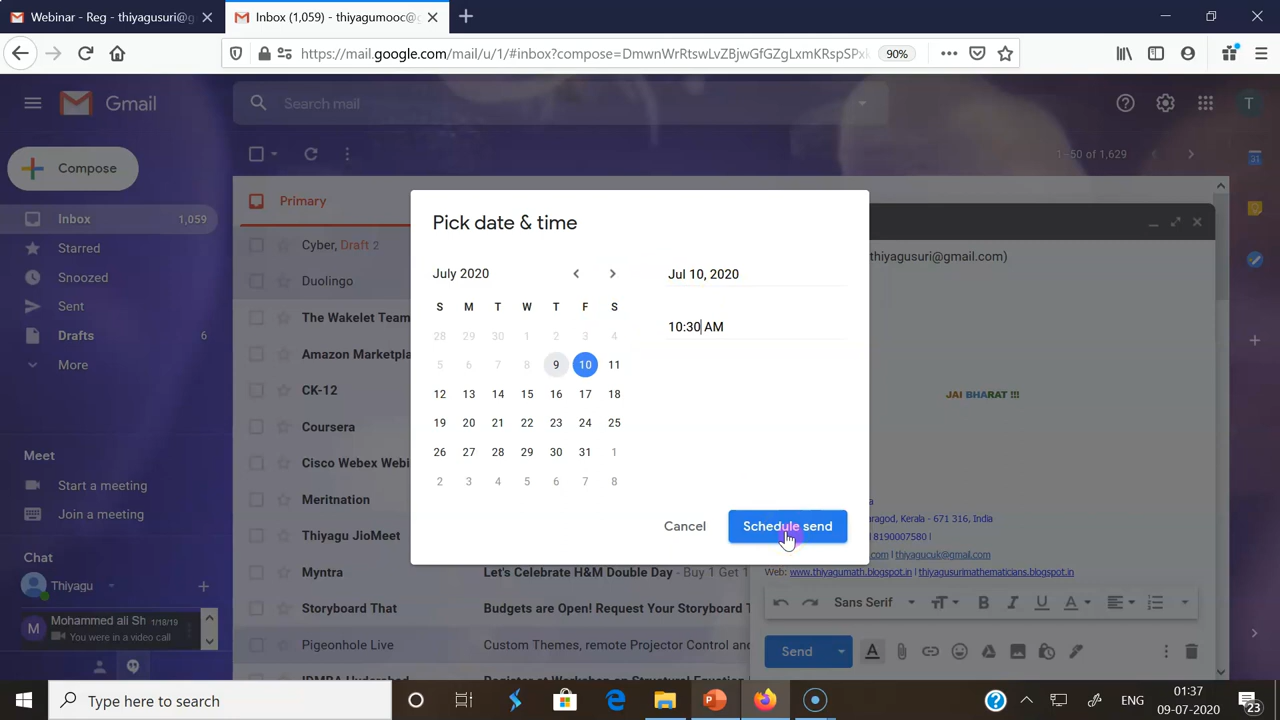 Webinar - Reg - thiyagusuri@g
Inbox (1,059) - thiyagumooc@g
https://mail.google.com/mail/u/1/#inbox?compose=DmwnWrRtswLvZBjwGfGZgLxmKRspSPxk
90%
Gmail
Search mail
T
Compose
1–50 of 1,629
Inbox 1,059
Starred
Snoozed
Sent
Drafts 6
More
Meet
Start a meeting
Join a meeting
Chat
Thiyagu
M
Mohammed ali Sh 1/18/19
You were in a video call
Primary
Cyber, Draft 2
Duolingo
The Wakelet Team
Amazon Marketpla
CK-12
Coursera
Cisco Webex Webi
Meritnation
Thiyagu JioMeet
Myntra Let's Celebrate H&M Double Day - Buy 1 Get 1
Storyboard That Budgets are Open! Request Your Storyboard T
Pigeonhole Live Custom Themes, remote Projector Control and
Pick date & time
July 2020
S M T W T F S
28 29 30 1 2 3 4
5 6 7 8 9 10 11
12 13 14 15 16 17 18
19 20 21 22 23 24 25
26 27 28 29 30 31 1
2 3 4 5 6 7 8
Jul 10, 2020
10:30 AM
Cancel
Schedule send
thiyagusuri@gmail.com)
JAI BHARAT !!!
aragod, Kerala - 671 316, India
8190007580 I
com | thiyagucuk@gmail.com
Web: www.thiyagumath.blogspot.in I thiyagusurimathematicians.blogspot.in
Sans Serif
Send
Type here to search
ENG
01:37
09-07-2020
23